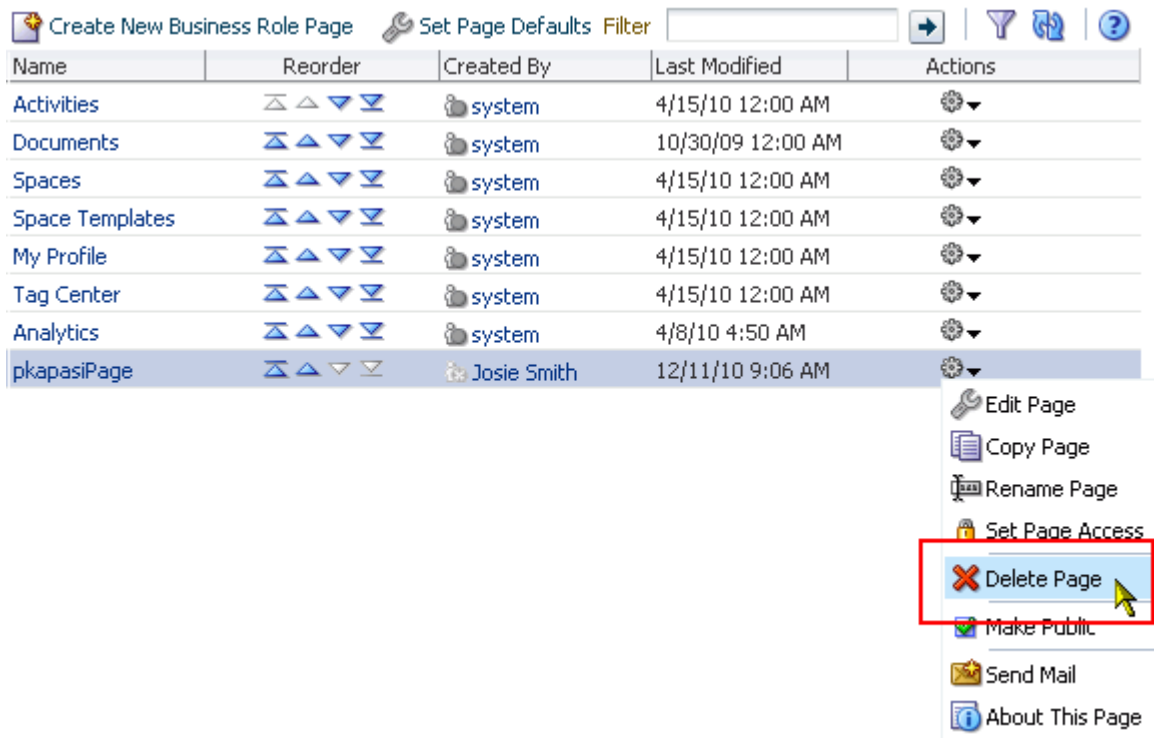 Create New Business Role Page Set Page Defaults Filter
Name Reorder Created By Last Modified Actions
Activities system 4/15/10 12:00 AM
Documents system 10/30/09 12:00 AM
Spaces system 4/15/10 12:00 AM
Space Templates system 4/15/10 12:00 AM
My Profile system 4/15/10 12:00 AM
Tag Center system 4/15/10 12:00 AM
Analytics system 4/8/10 4:50 AM
pkapasiPage Josie Smith 12/11/10 9:06 AM
Edit Page
Copy Page
Rename Page
Set Page Access
Delete Page
Make Public
Send Mail
About This Page